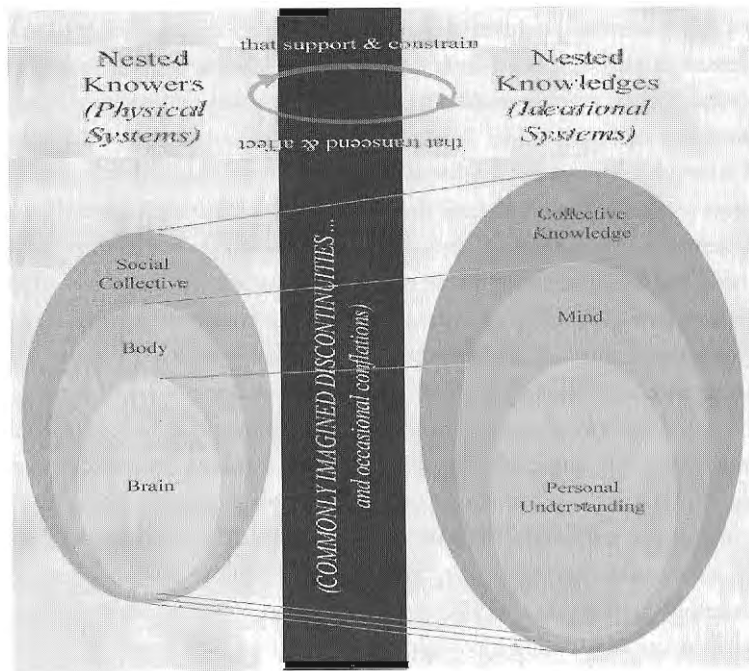 Nested
Knowers
(Physical
Systems)
that support & constrain
that transcend & affect
Nested
Knowledges
(Ideational
Systems)
Social
Collective
Body
Brain
(COMMONLY IMAGINED DISCONTINUITIES ...
and occasional conflations)
Collective
Knowledge
Mind
Personal
Understanding